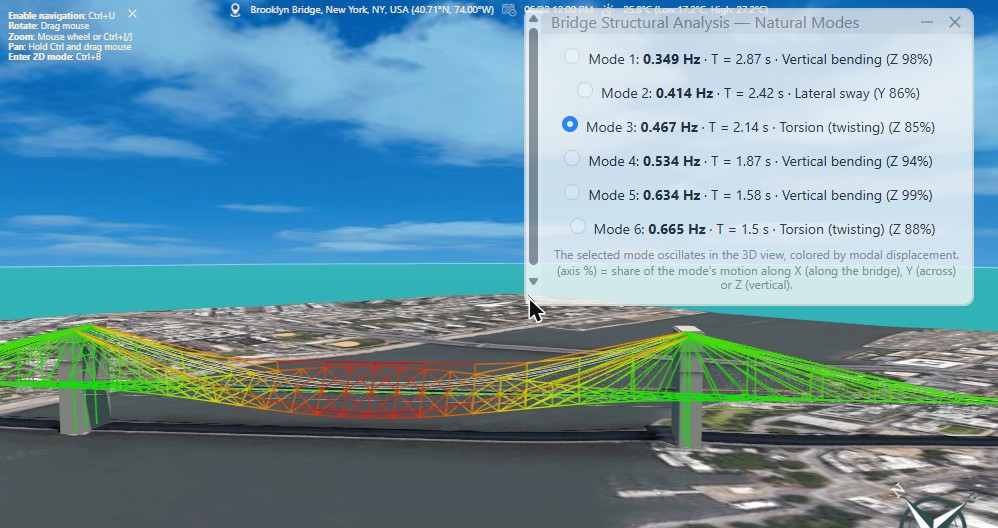 Enable navigation: Ctrl+U
Rotate: Drag mouse
Zoom: Mouse wheel or Ctrl+[/]
Pan: Hold Ctrl and drag mouse
Enter 2D mode: Ctrl+B
Brooklyn Bridge, New York, NY, USA (40.71°N, 74.00°W)
Bridge Structural Analysis — Natural Modes
Mode 1: 0.349 Hz · T = 2.87 s · Vertical bending (Z 98%)
Mode 2: 0.414 Hz · T = 2.42 s · Lateral sway (Y 86%)
Mode 3: 0.467 Hz · T = 2.14 s · Torsion (twisting) (Z 85%)
Mode 4: 0.534 Hz · T = 1.87 s · Vertical bending (Z 94%)
Mode 5: 0.634 Hz · T = 1.58 s · Vertical bending (Z 99%)
Mode 6: 0.665 Hz · T = 1.5 s · Torsion (twisting) (Z 88%)
The selected mode oscillates in the 3D view, colored by modal displacement.
(axis %) = share of the mode's motion along X (along the bridge), Y (across)
or Z (vertical).
N